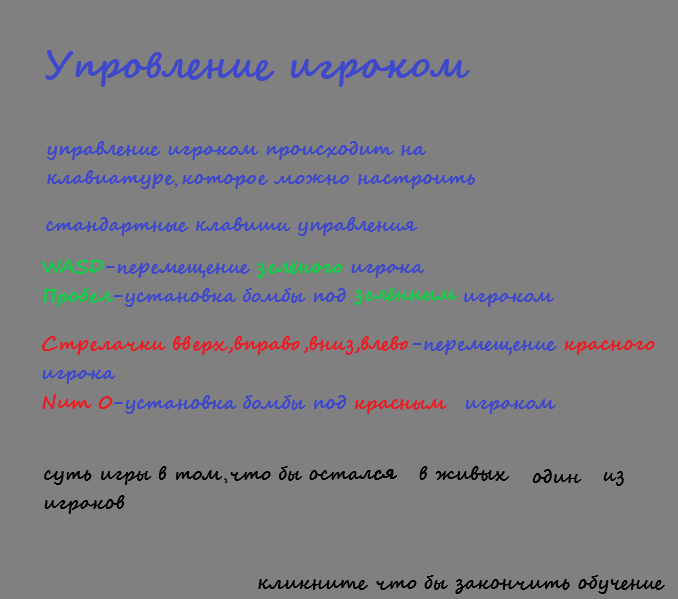 Упровление игроком
управление игроком происходит на
клавиатуре, которое можно настроить
стандартные клавиши управления
WASD-перемещение зелёного игрока
Пробел-установка бомбы под зелённым игроком
Стрелачки вверх,вправо,вниз,влево-перемещение красного
игрока
Num 0-установка бомбы под красным игроком
суть игры в том,что бы остался в живых один из
игроков
кликните что бы закончить обучение